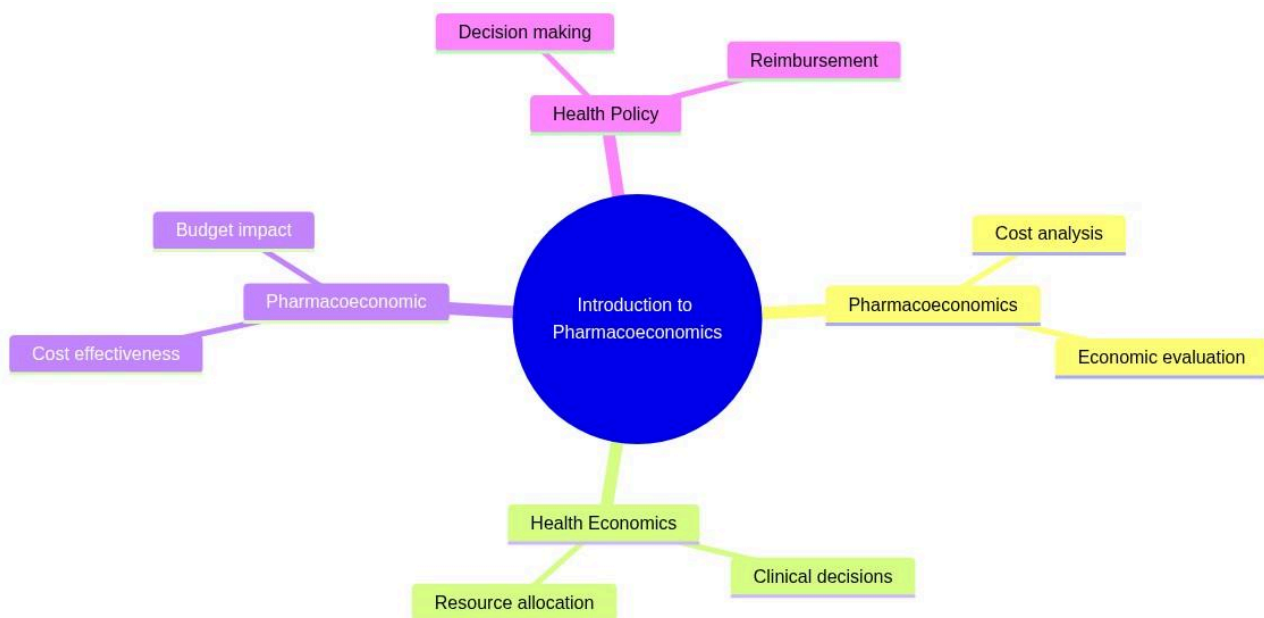 Decision making
Reimbursement
Health Policy
Budget impact
Cost analysis
Pharmacoeconomic
Introduction to
Pharmacoeconomics
Pharmacoeconomics
Cost effectiveness
Economic evaluation
Health Economics
Clinical decisions
Resource allocation